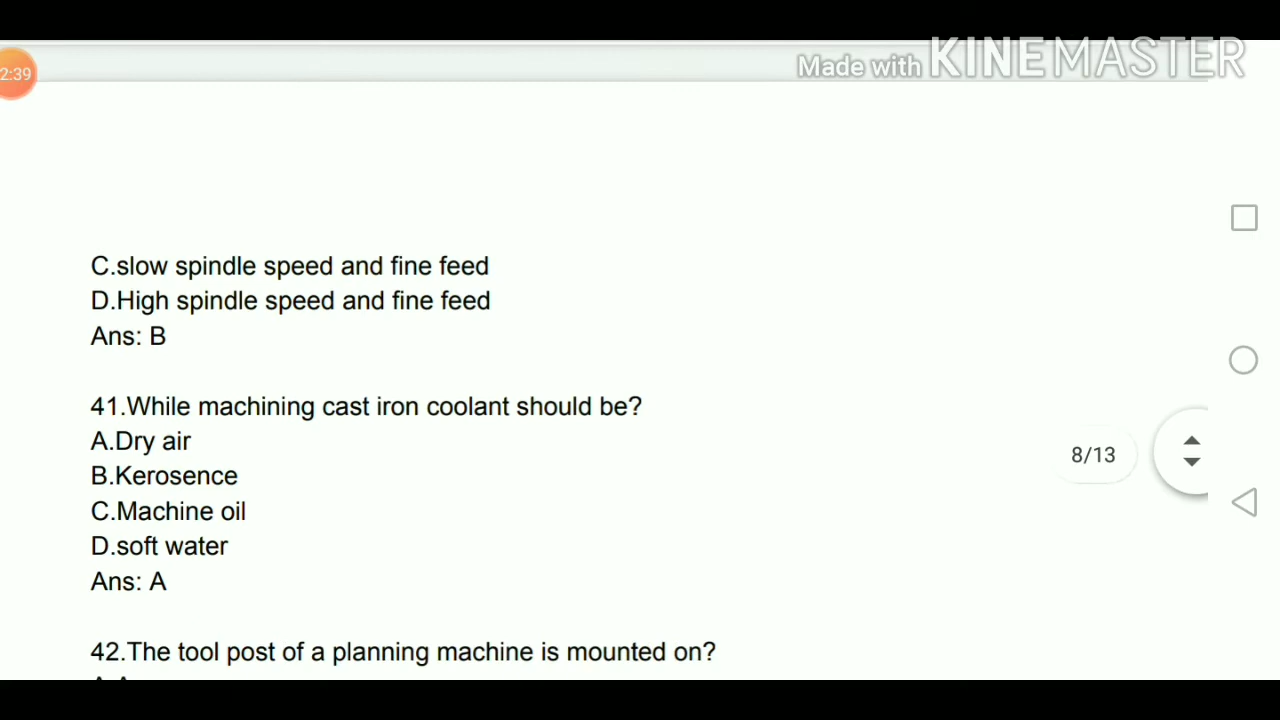 Made with KINEMASTER
2:39
C.slow spindle speed and fine feed
D.High spindle speed and fine feed
Ans: B
41.While machining cast iron coolant should be?
A.Dry air
B.Kerosence
C.Machine oil
D.soft water
Ans: A
8/13
42.The tool post of a planning machine is mounted on?